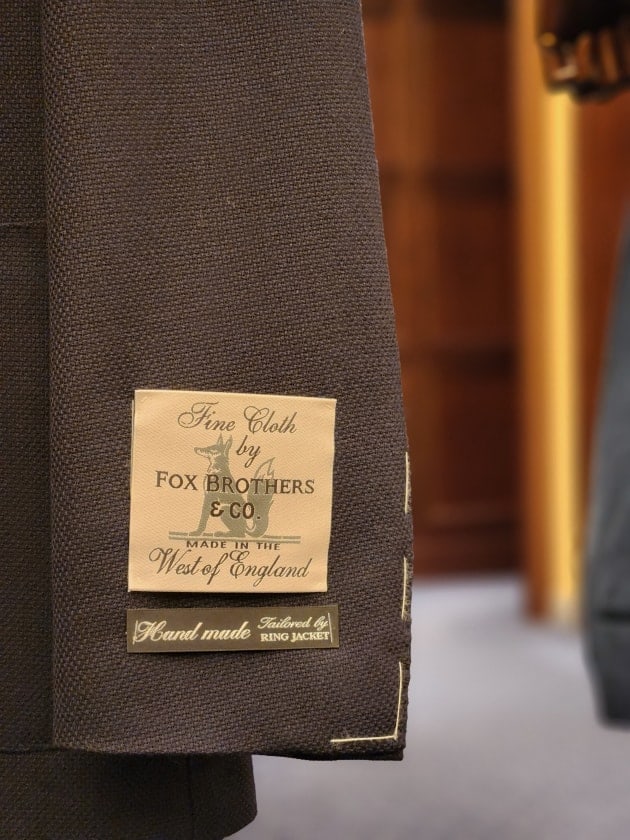 Fine Cloth
by
FOX BROTHERS
& CO.
MADE IN THE
West of England
Hand made Tailored by
RING JACKET